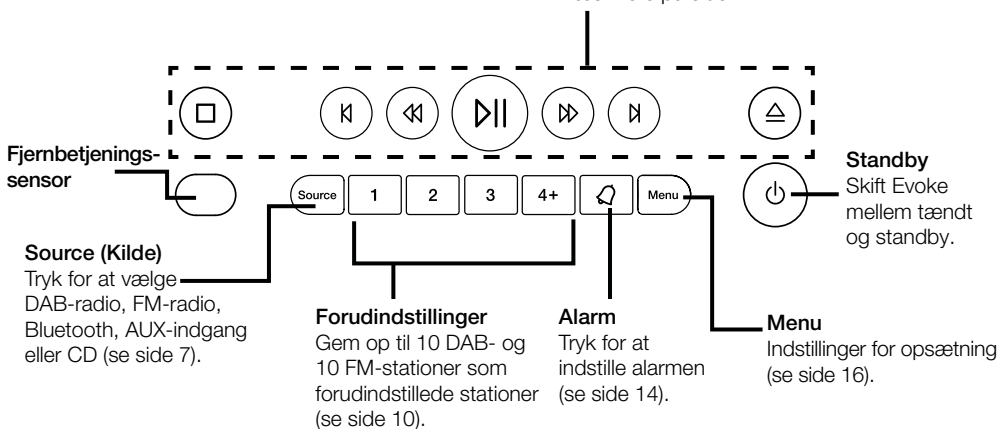 Fjernbetjenings-
sensor
Source
1
2
3
4+
Menu
Standby
Skift Evoke
mellem tændt
og standby.
Source (Kilde)
Tryk for at vælge
DAB-radio, FM-radio,
Bluetooth, AUX-indgang
eller CD (se side 7).
Forudindstillinger
Gem op til 10 DAB- og
10 FM-stationer som
forudindstillede stationer
(se side 10).
Alarm
Tryk for at
indstille alarmen
(se side 14).
Menu
Indstillinger for opsætning
(se side 16).